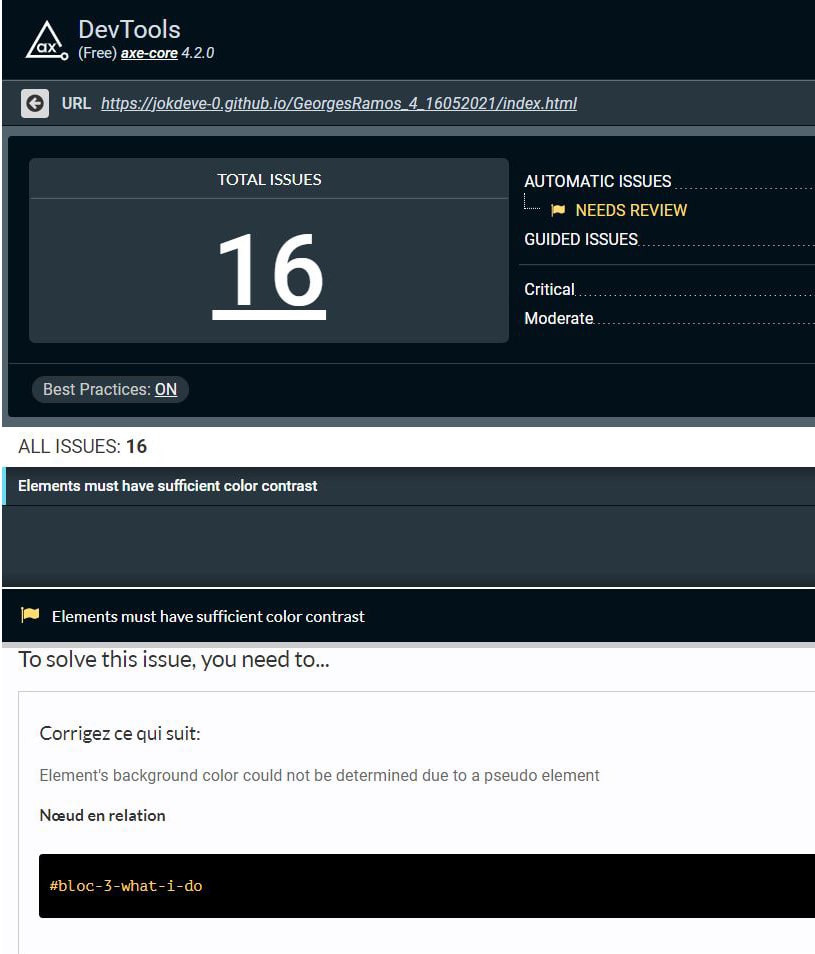 ax
DevTools
(Free) axe-core 4.2.0
URL https://jokdeve-0.github.io/GeorgesRamos_4_16052021/index.html
TOTAL ISSUES
16
AUTOMATIC ISSUES
NEEDS REVIEW
GUIDED ISSUES
Critical
Moderate
Best Practices: ON
ALL ISSUES: 16
Elements must have sufficient color contrast
Elements must have sufficient color contrast
To solve this issue, you need to...
Corrigez ce qui suit:
Element's background color could not be determined due to a pseudo element
Nœud en relation
#bloc-3-what-i-do